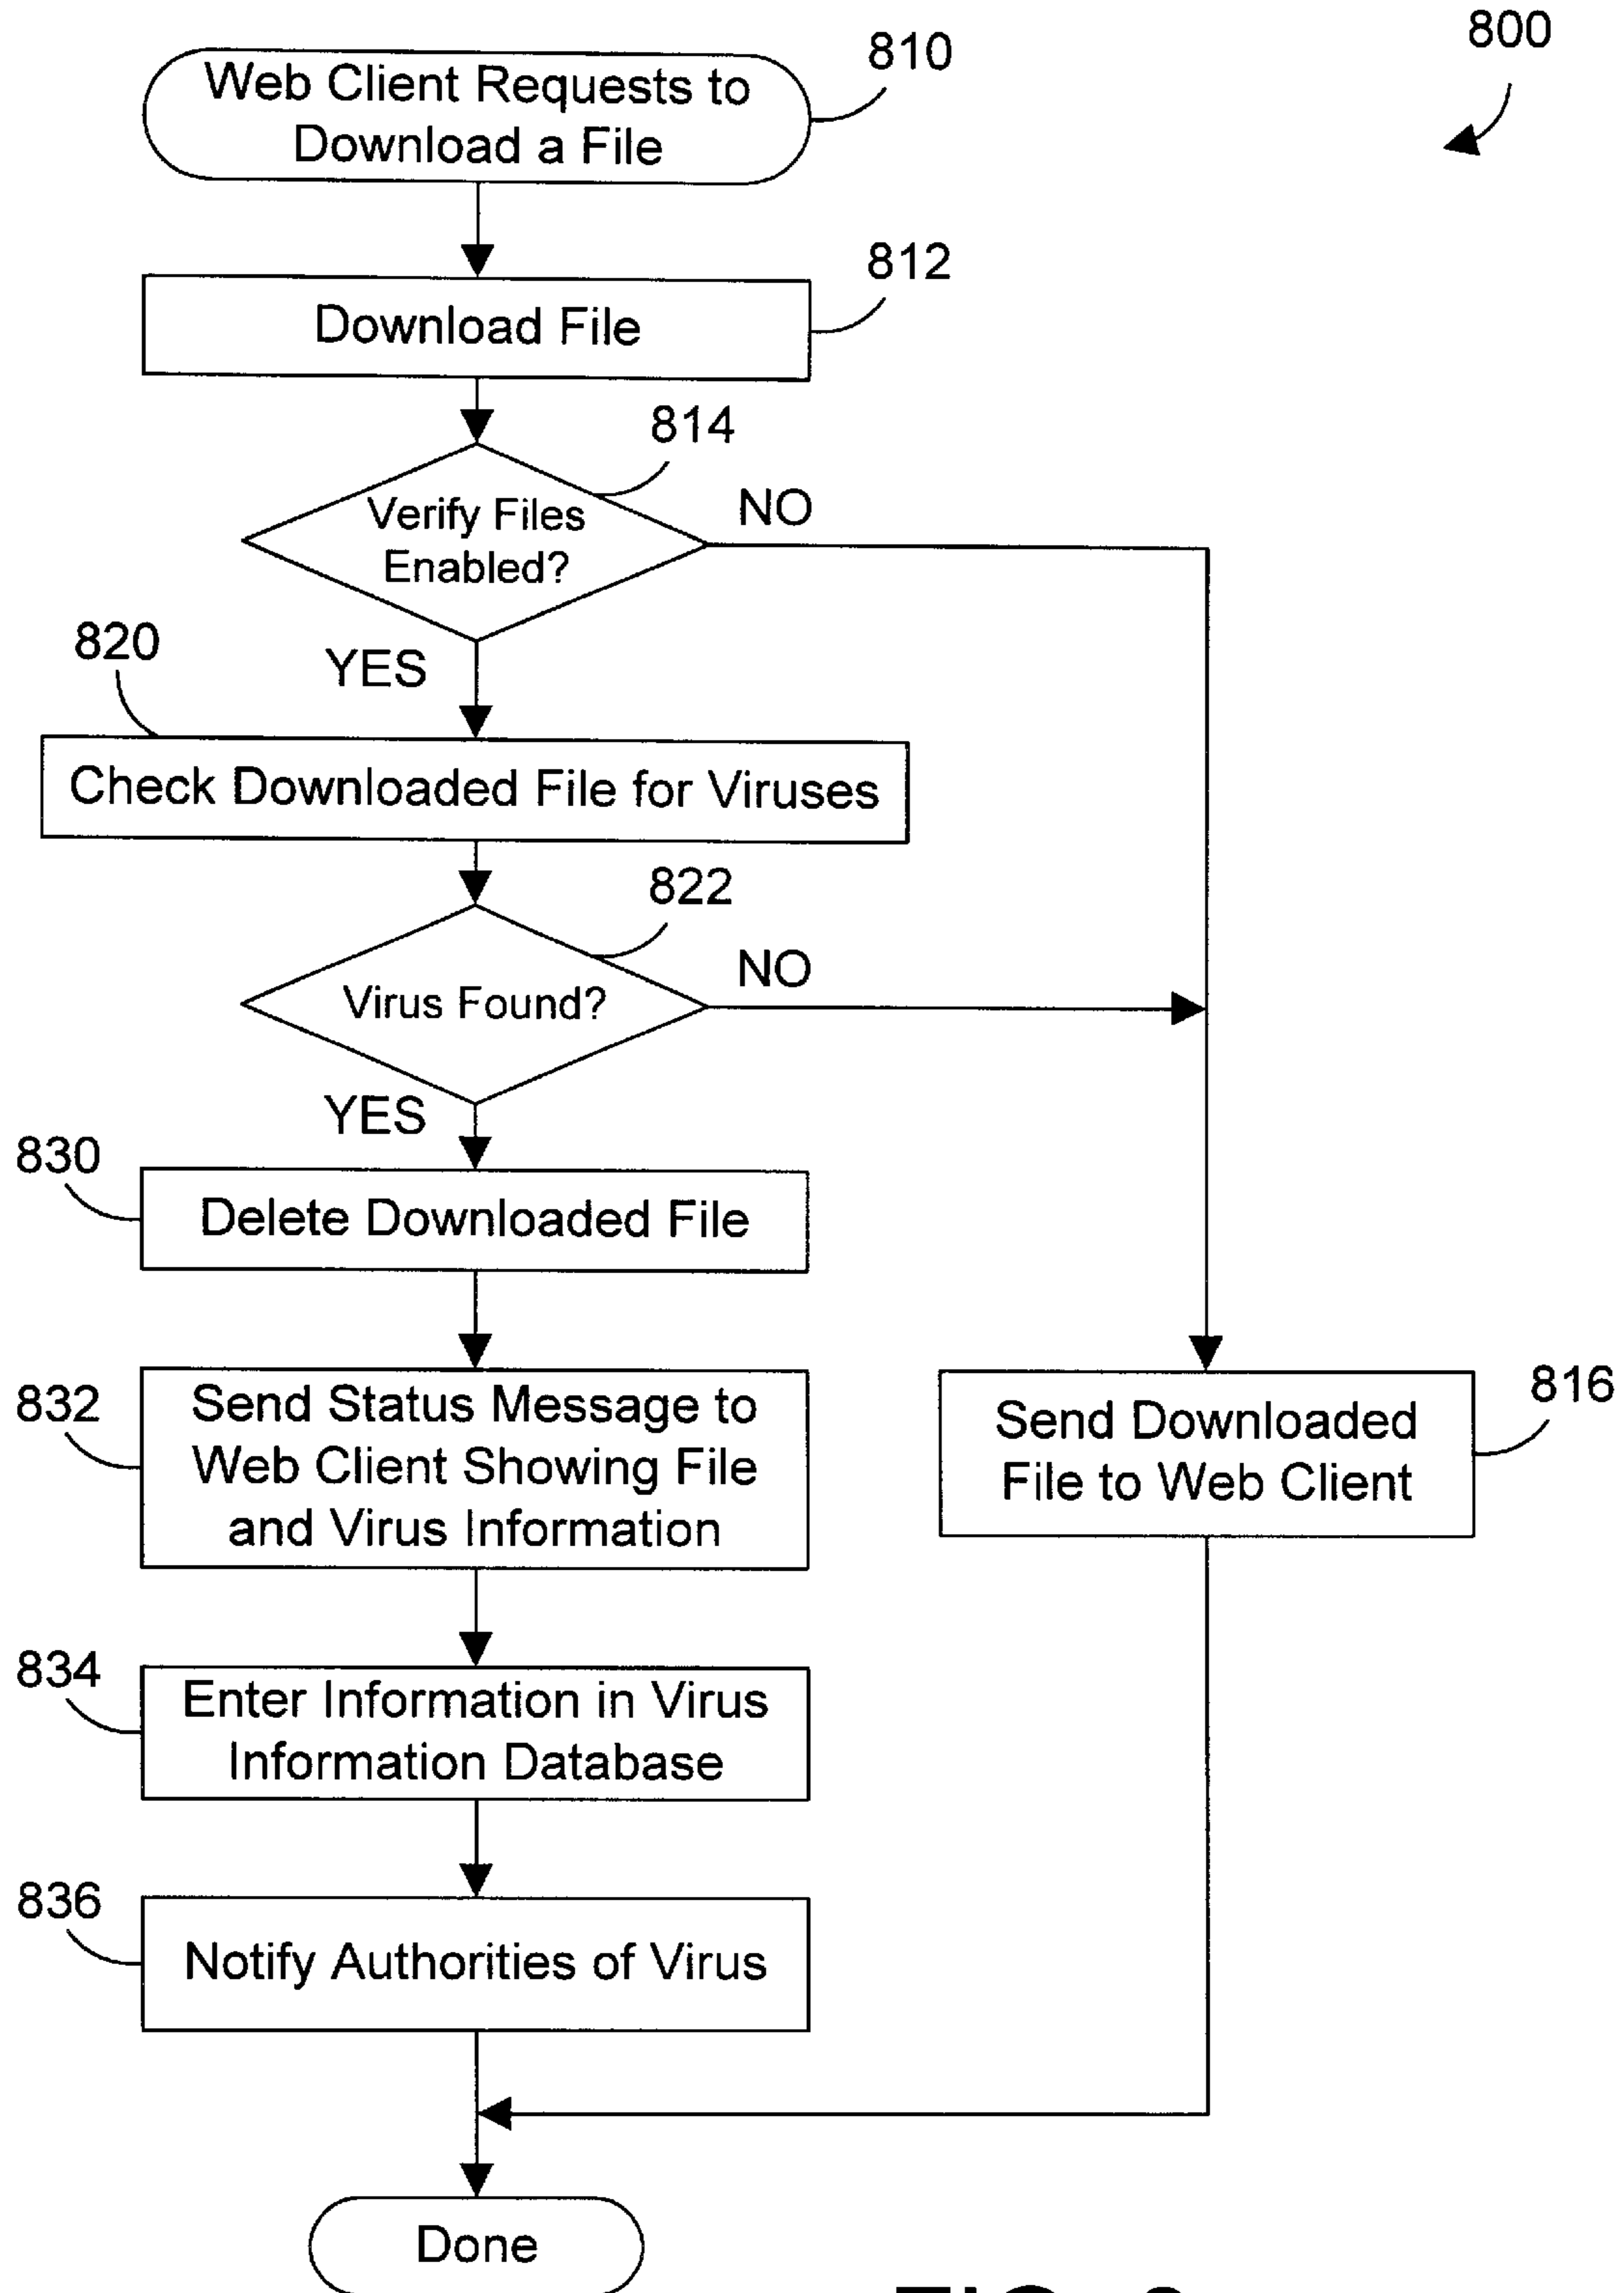 800
810
Web Client Requests to
Download a File
812
Download File
814
Verify Files
Enabled?
NO
YES
820
Check Downloaded File for Viruses
822
Virus Found?
NO
YES
830
Delete Downloaded File
832
Send Status Message to
Web Client Showing File
and Virus Information
816
Send Downloaded
File to Web Client
834
Enter Information in Virus
Information Database
836
Notify Authorities of Virus
Done